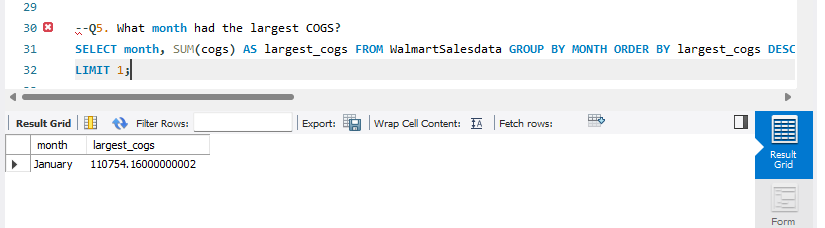 29
30 --Q5. What month had the largest COGS?
31 SELECT month, SUM(cogs) AS largest_cogs FROM WalmartSalesdata GROUP BY MONTH ORDER BY largest_cogs DESC
32 LIMIT 1;
Result Grid Filter Rows: Export: Wrap Cell Content: IA Fetch rows:
month largest_cogs
January 110754.16000000002
Result
Grid
Form